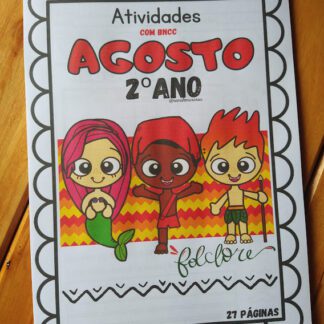 Atividades
COM BNCC
AGOSTO
2º ANO
folclore
27 PÁGINAS